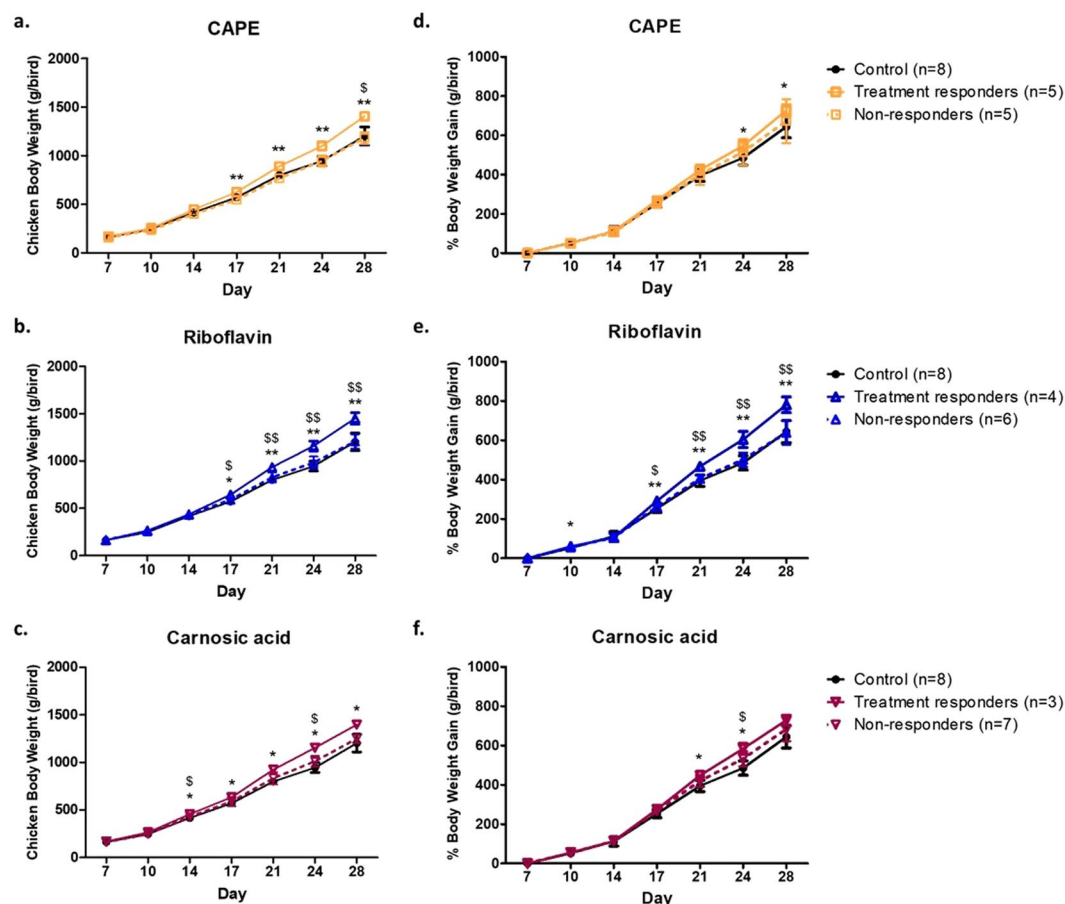 a.
CAPE
Chicken Body Weight (g/bird)
2000
1500
1000
500
0
**
**
**
$
**
7 10 14 17 21 24 28
Day
d.
CAPE
% Body Weight Gain (g/bird)
1000
800
600
400
200
0
*
*
7 10 14 17 21 24 28
Day
Control (n=8)
Treatment responders (n=5)
Non-responders (n=5)
b.
Riboflavin
Chicken Body Weight (g/bird)
2000
1500
1000
500
0
$
*
$$
**
$$
**
$$
**
7 10 14 17 21 24 28
Day
e.
Riboflavin
% Body Weight Gain (g/bird)
1000
800
600
400
200
0
*
$
**
$$
**
$$
**
$$
**
7 10 14 17 21 24 28
Day
Control (n=8)
Treatment responders (n=4)
Non-responders (n=6)
c.
Carnosic acid
Chicken Body Weight (g/bird)
2000
1500
1000
500
0
$
*
*
*
$
*
*
7 10 14 17 21 24 28
Day
f.
Carnosic acid
% Body Weight Gain (g/bird)
1000
800
600
400
200
0
*
$
*
7 10 14 17 21 24 28
Day
Control (n=8)
Treatment responders (n=3)
Non-responders (n=7)